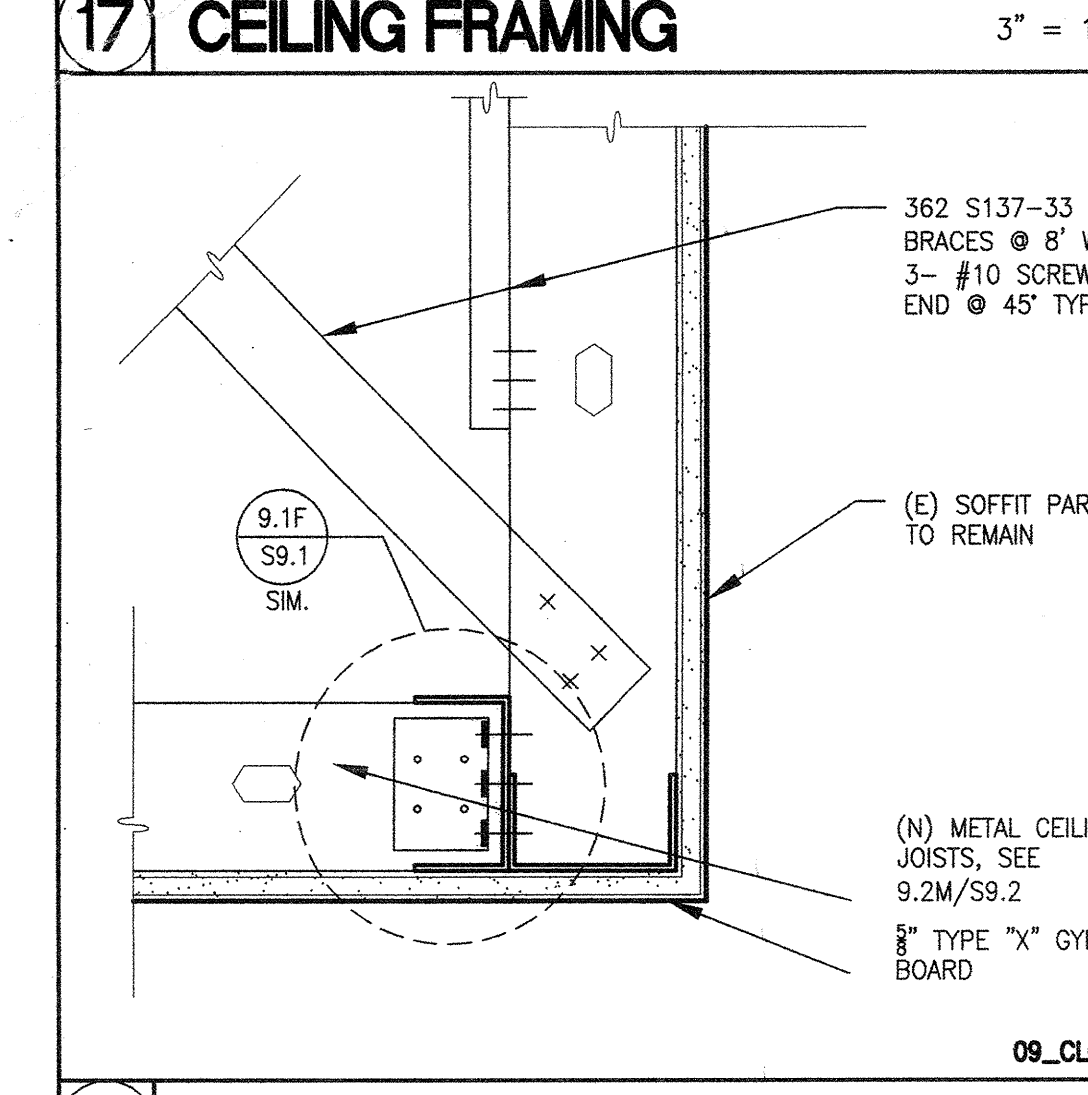 17 CEILING FRAMING
3" = 1
362 S137-33
BRACES @ 8'
3- #10 SCREW
END @ 45° TYP
9.1F
S9.1
SIM.
(E) SOFFIT PAR
TO REMAIN
(N) METAL CEILI
JOISTS, SEE
9.2M/S9.2
5/8" TYPE "X" GYP
BOARD
09_CL